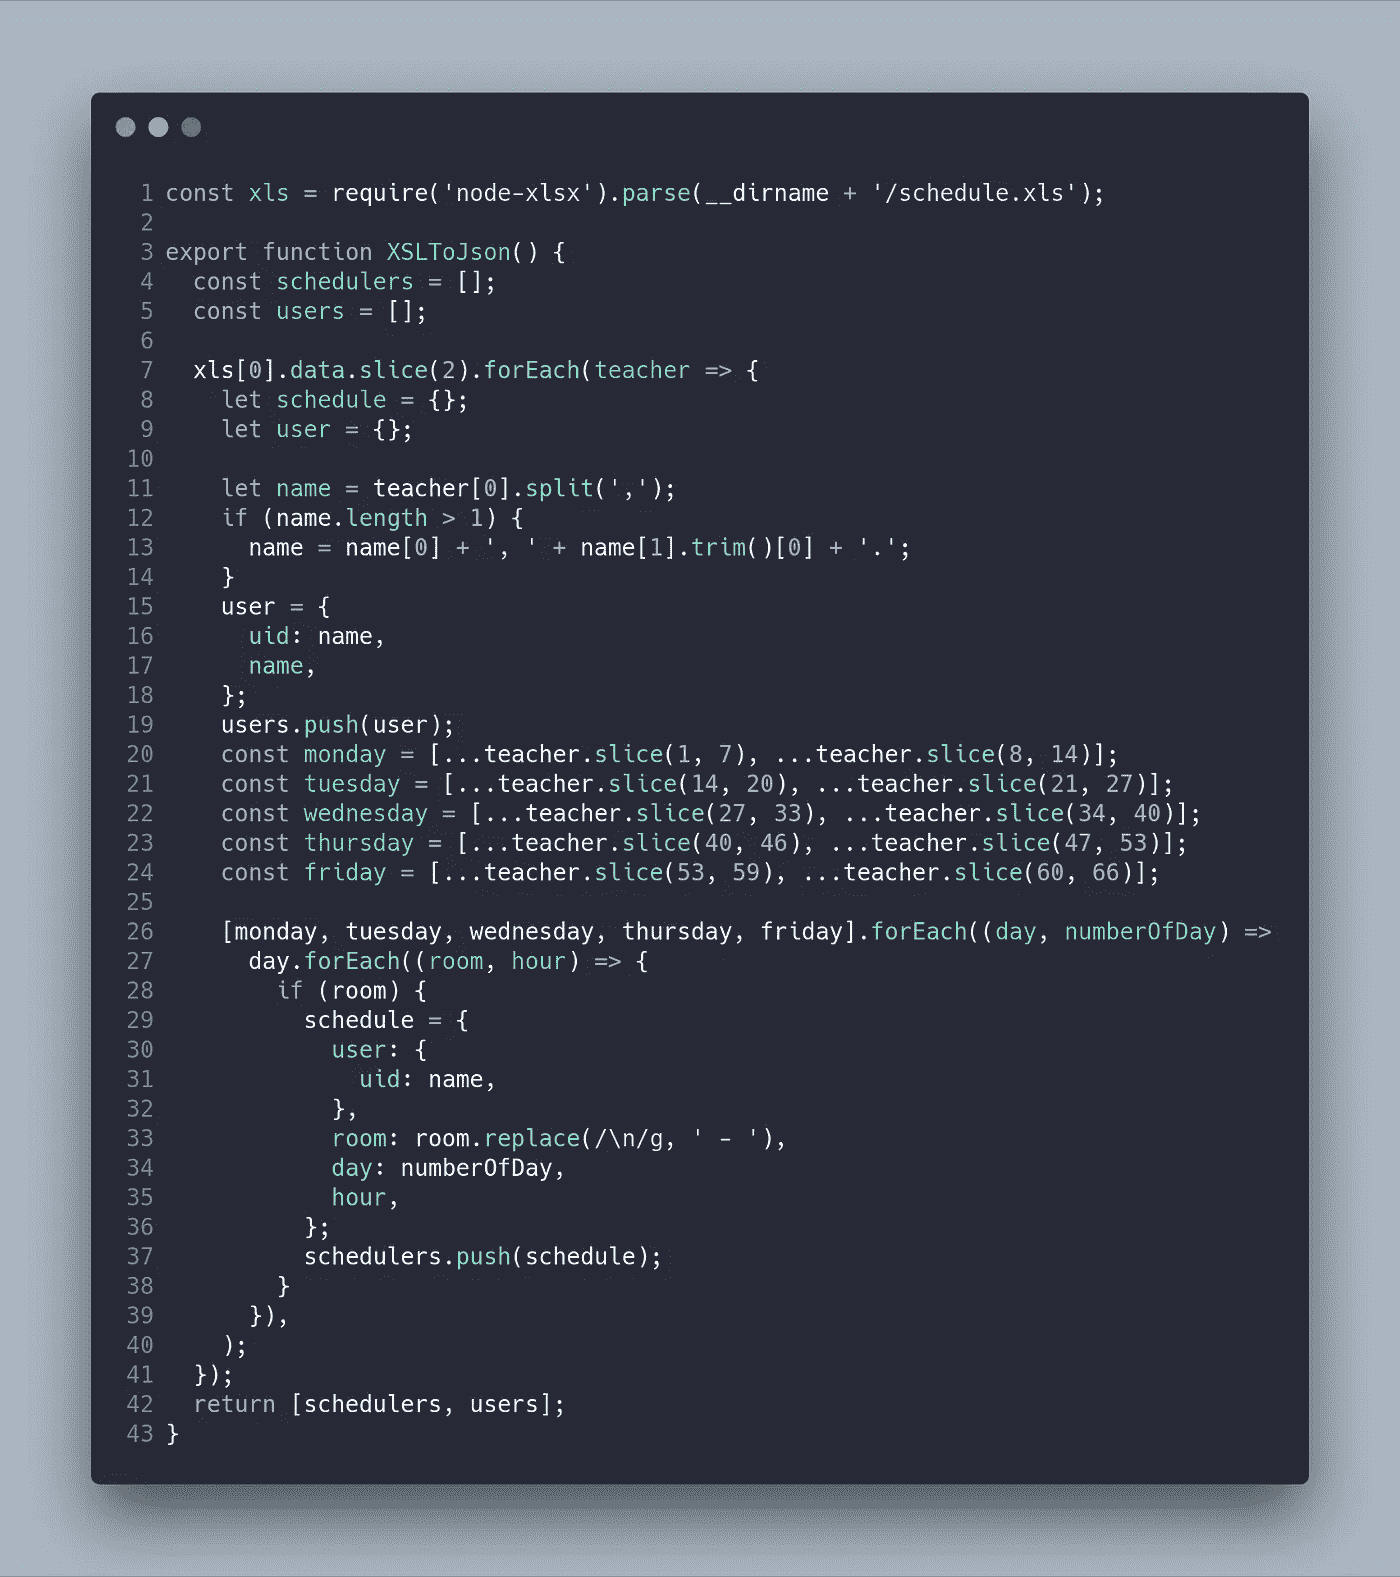 1 const xls = require('node-xlsx').parse(__dirname + '/schedule.xls');
2
3 export function XSLToJson() {
4   const schedulers = [];
5   const users = [];
6
7   xls[0].data.slice(2).forEach(teacher => {
8     let schedule = {};
9     let user = {};
10
11     let name = teacher[0].split(',');
12     if (name.length > 1) {
13       name = name[0] + ', ' + name[1].trim()[0] + '.';
14     }
15     user = {
16       uid: name,
17       name,
18     };
19     users.push(user);
20     const monday = [...teacher.slice(1, 7), ...teacher.slice(8, 14)];
21     const tuesday = [...teacher.slice(14, 20), ...teacher.slice(21, 27)];
22     const wednesday = [...teacher.slice(27, 33), ...teacher.slice(34, 40)];
23     const thursday = [...teacher.slice(40, 46), ...teacher.slice(47, 53)];
24     const friday = [...teacher.slice(53, 59), ...teacher.slice(60, 66)];
25
26     [monday, tuesday, wednesday, thursday, friday].forEach((day, numberOfDay) =>
27       day.forEach((room, hour) => {
28         if (room) {
29           schedule = {
30             user: {
31               uid: name,
32             },
33             room: room.replace(/\n/g, ' - '),
34             day: numberOfDay,
35             hour,
36           };
37           schedulers.push(schedule);
38         }
39       }),
40     );
41   });
42   return [schedulers, users];
43 }